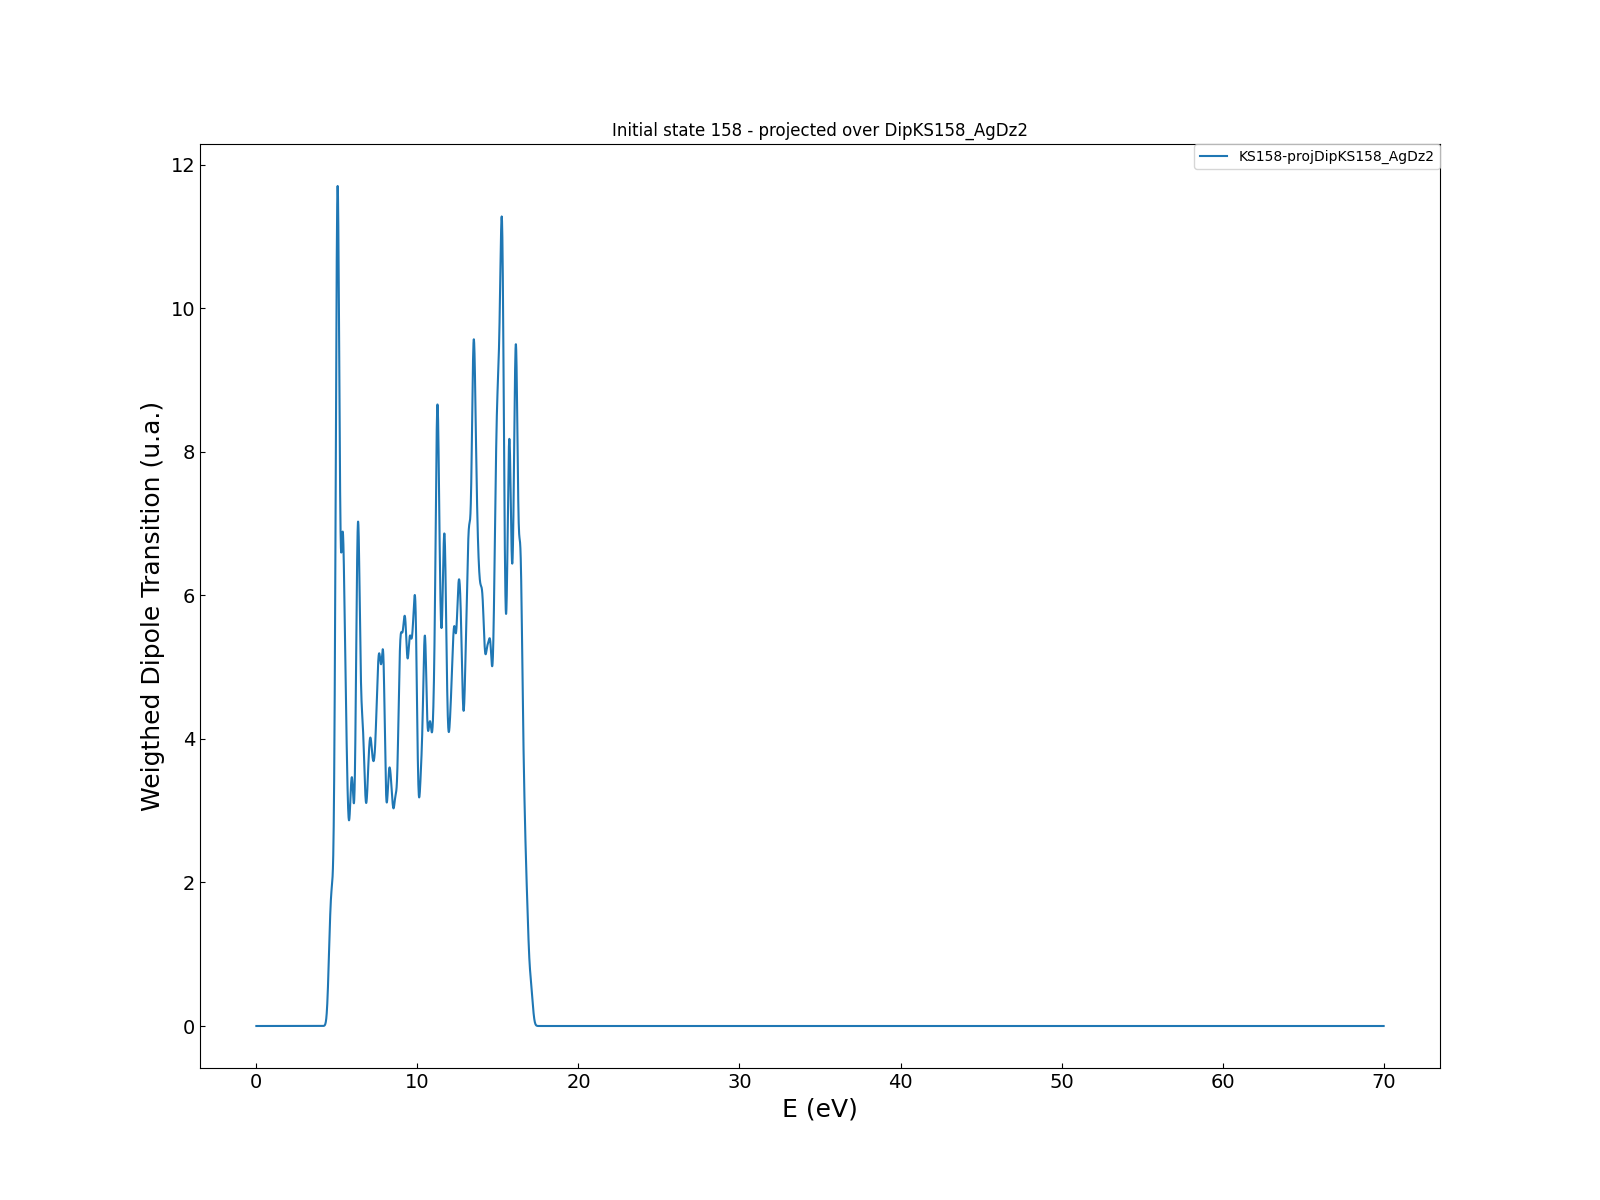 Initial state 158 - projected over DipKS158_AgDz2
KS158-projDipKS158_AgDz2
12
10
8
6
4
2
0
Weigthed Dipole Transition (u.a.)
0 10 20 30 40 50 60 70
E (eV)